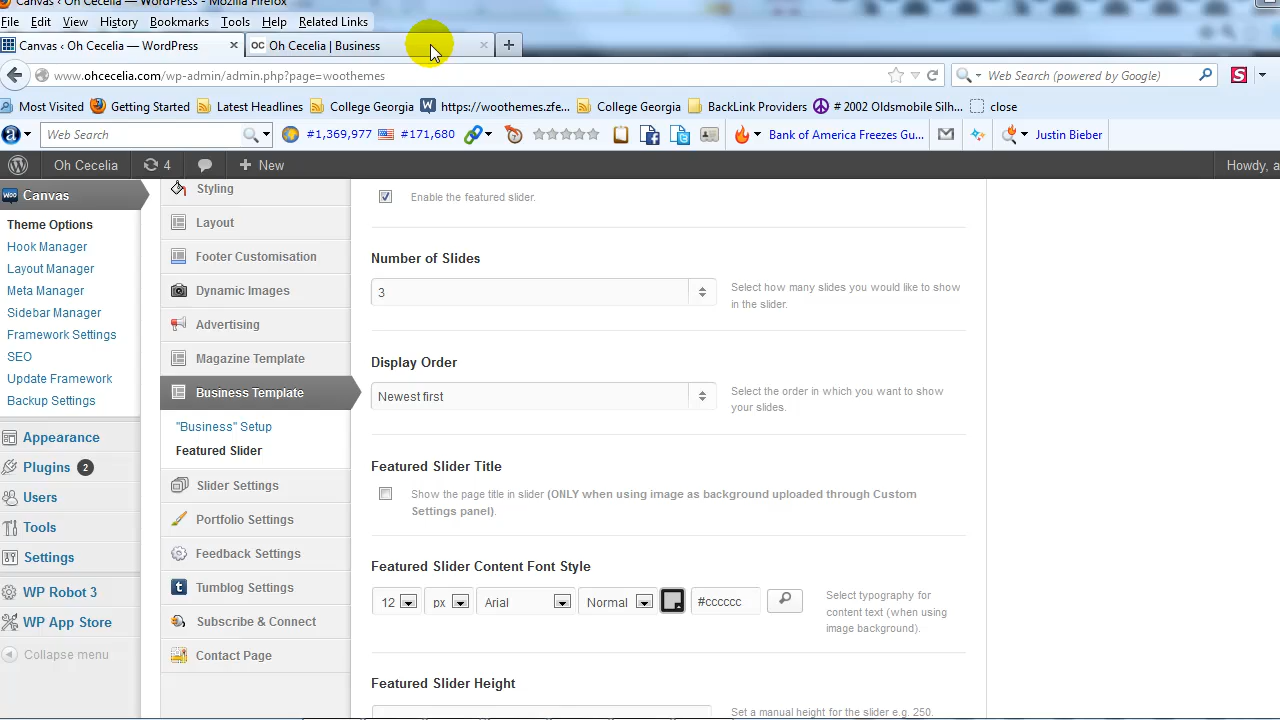 Canvas ‹ Oh Cecelia — WordPress - Mozilla Firefox
File Edit View History Bookmarks Tools Help Related Links
Canvas ‹ Oh Cecelia — WordPress OC Oh Cecelia | Business
www.ohcecelia.com/wp-admin/admin.php?page=woothemes Web Search (powered by Google)
Most Visited Getting Started Latest Headlines College Georgia https://woothemes.zfe... College Georgia BackLink Providers # 2002 Oldsmobile Silh... close
Web Search #1,369,977 #171,680 Bank of America Freezes Gu... Justin Bieber
Oh Cecelia 4 New Howdy, a
Canvas
Theme Options
Hook Manager
Layout Manager
Meta Manager
Sidebar Manager
Framework Settings
SEO
Update Framework
Backup Settings
Appearance
Plugins 2
Users
Tools
Settings
WP Robot 3
WP App Store
Collapse menu
Styling
Layout
Footer Customisation
Dynamic Images
Advertising
Magazine Template
Business Template
"Business" Setup
Featured Slider
Slider Settings
Portfolio Settings
Feedback Settings
Tumblog Settings
Subscribe & Connect
Contact Page
Enable the featured slider.
Number of Slides
3
Select how many slides you would like to show
in the slider.
Display Order
Newest first
Select the order in which you want to show
your slides.
Featured Slider Title
Show the page title in slider (ONLY when using image as background uploaded through Custom
Settings panel).
Featured Slider Content Font Style
12 px Arial Normal #cccccc
Select typography for
content text (when using
image background).
Featured Slider Height
Set a manual height for the slider e.g. 250.